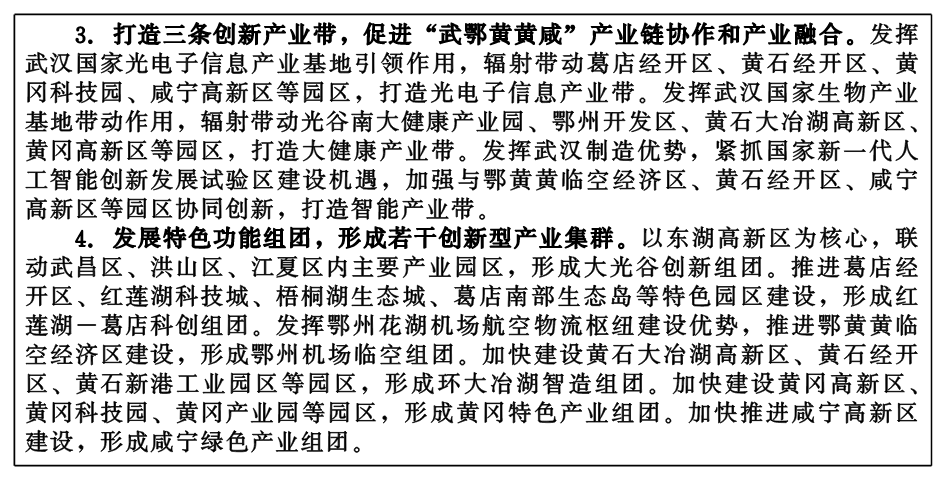 3. 打造三条创新产业带，促进“武鄂黄黄咸”产业链协作和产业融合。发挥
武汉国家光电子信息产业基地引领作用，辐射带动葛店经开区、黄石经开区、黄
冈科技园、咸宁高新区等园区，打造光电子信息产业带。发挥武汉国家生物产业
基地带动作用，辐射带动光谷南大健康产业园、鄂州开发区、黄石大冶湖高新区、
黄冈高新区等园区，打造大健康产业带。发挥武汉制造优势，紧抓国家新一代人
工智能创新发展试验区建设机遇，加强与鄂黄黄临空经济区、黄石经开区、咸宁
高新区等园区协同创新，打造智能产业带。
4. 发展特色功能组团，形成若干创新型产业集群。以东湖高新区为核心，联
动武昌区、洪山区、江夏区内主要产业园区，形成大光谷创新组团。推进葛店经
开区、红莲湖科技城、梧桐湖生态城、葛店南部生态岛等特色园区建设，形成红
莲湖－葛店科创组团。发挥鄂州花湖机场航空物流枢纽建设优势，推进鄂黄黄临
空经济区建设，形成鄂州机场临空组团。加快建设黄石大冶湖高新区、黄石经开
区、黄石新港工业园区等园区，形成环大冶湖智造组团。加快建设黄冈高新区、
黄冈科技园、黄冈产业园等园区，形成黄冈特色产业组团。加快推进咸宁高新区
建设，形成咸宁绿色产业组团。